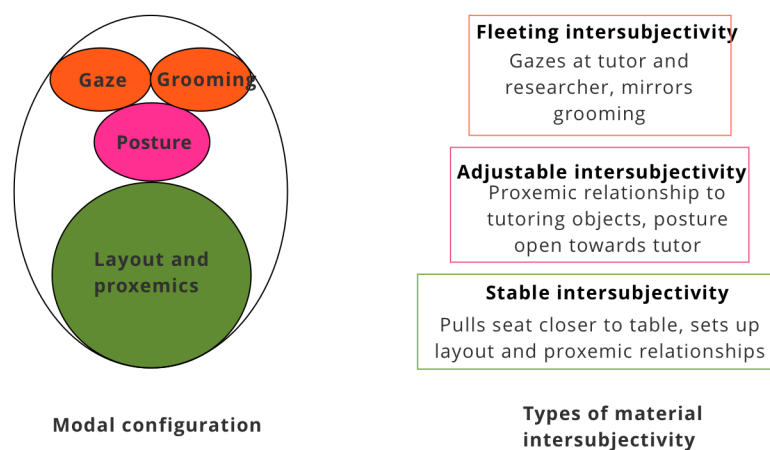 Gaze
Grooming
Posture
Layout and
proxemics
Modal configuration
Fleeting intersubjectivity
Gazes at tutor and
researcher, mirrors
grooming
Adjustable intersubjectivity
Proxemic relationship to
tutoring objects, posture
open towards tutor
Stable intersubjectivity
Pulls seat closer to table, sets up
layout and proxemic relationships
Types of material
intersubjectivity